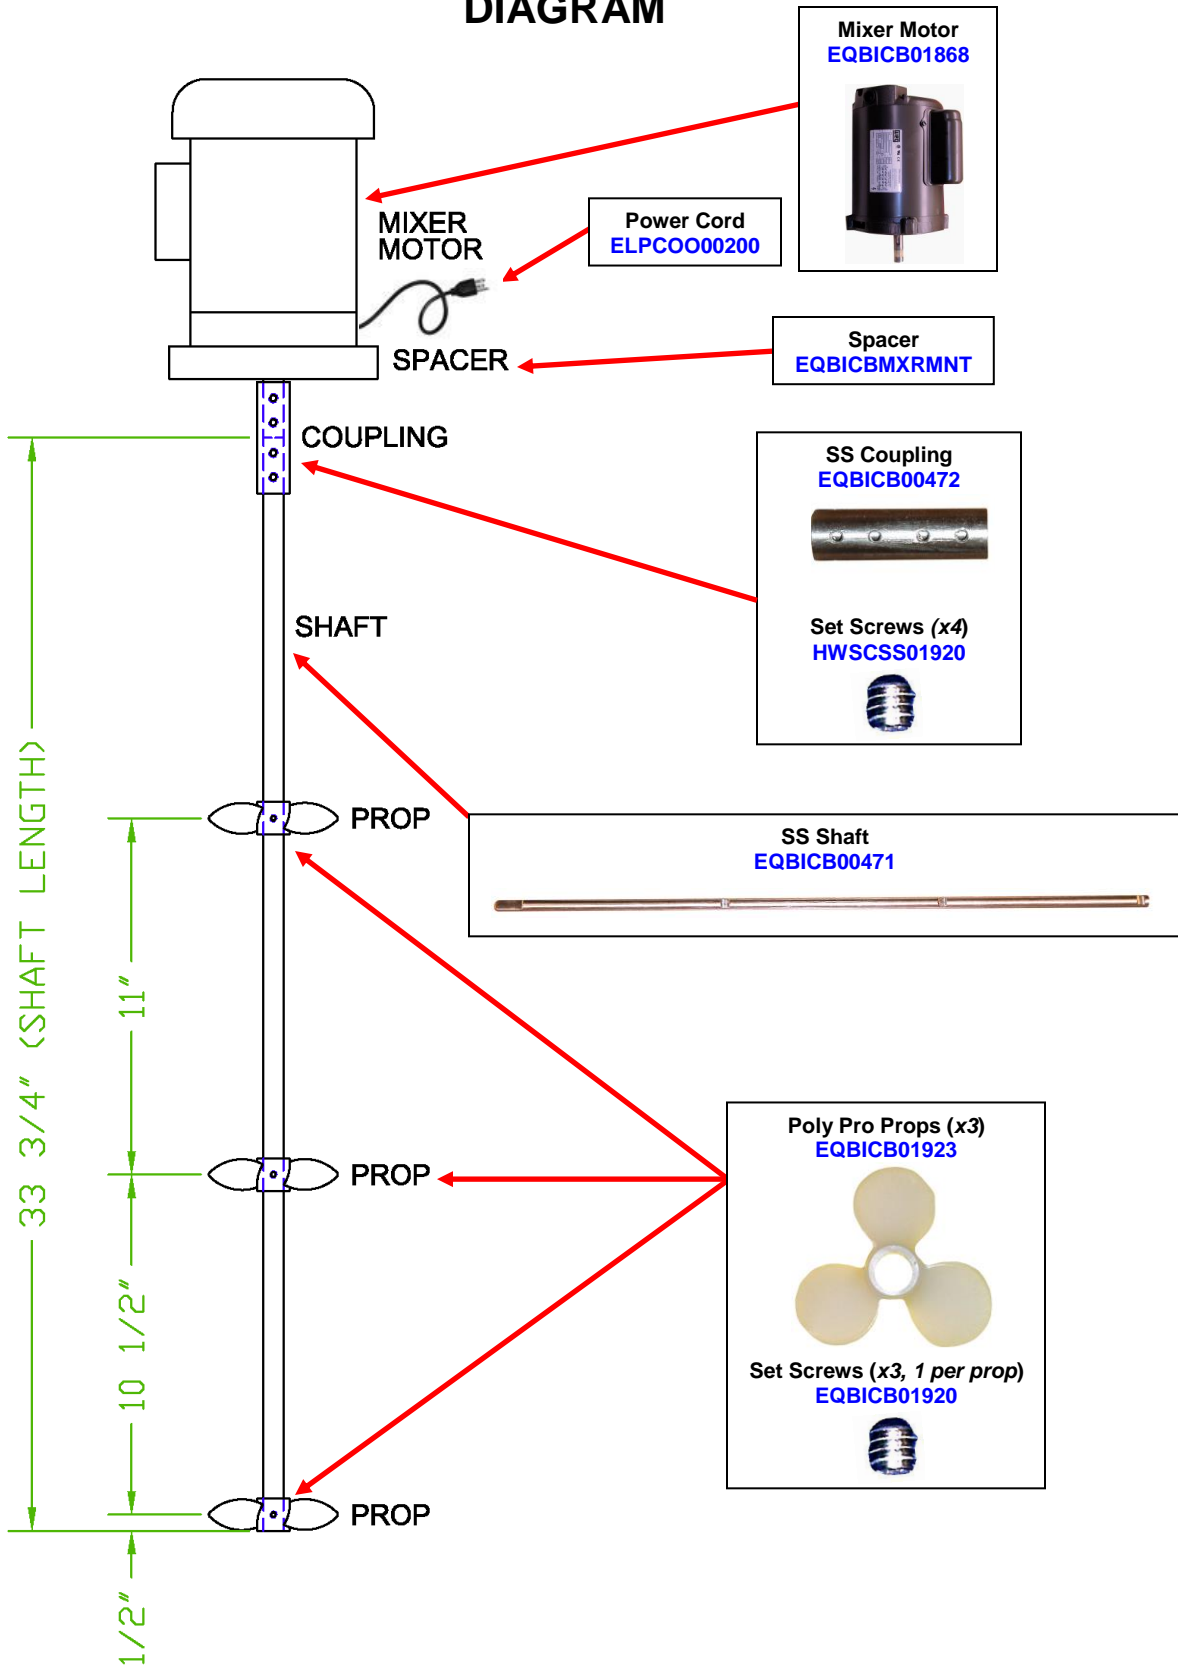 DIAGRAM
Mixer Motor
EQBICB01868
MIXER
MOTOR
Power Cord
ELPCOO00200
SPACER
Spacer
EQBICBMXRMNT
COUPLING
SS Coupling
EQBICB00472
Set Screws (x4)
HWSCSS01920
SHAFT
33 3/4" (SHAFT LENGTH)
PROP
SS Shaft
EQBICB00471
11"
PROP
Poly Pro Props (x3)
EQBICB01923
10 1/2"
Set Screws (x3, 1 per prop)
EQBICB01920
PROP
1/2"